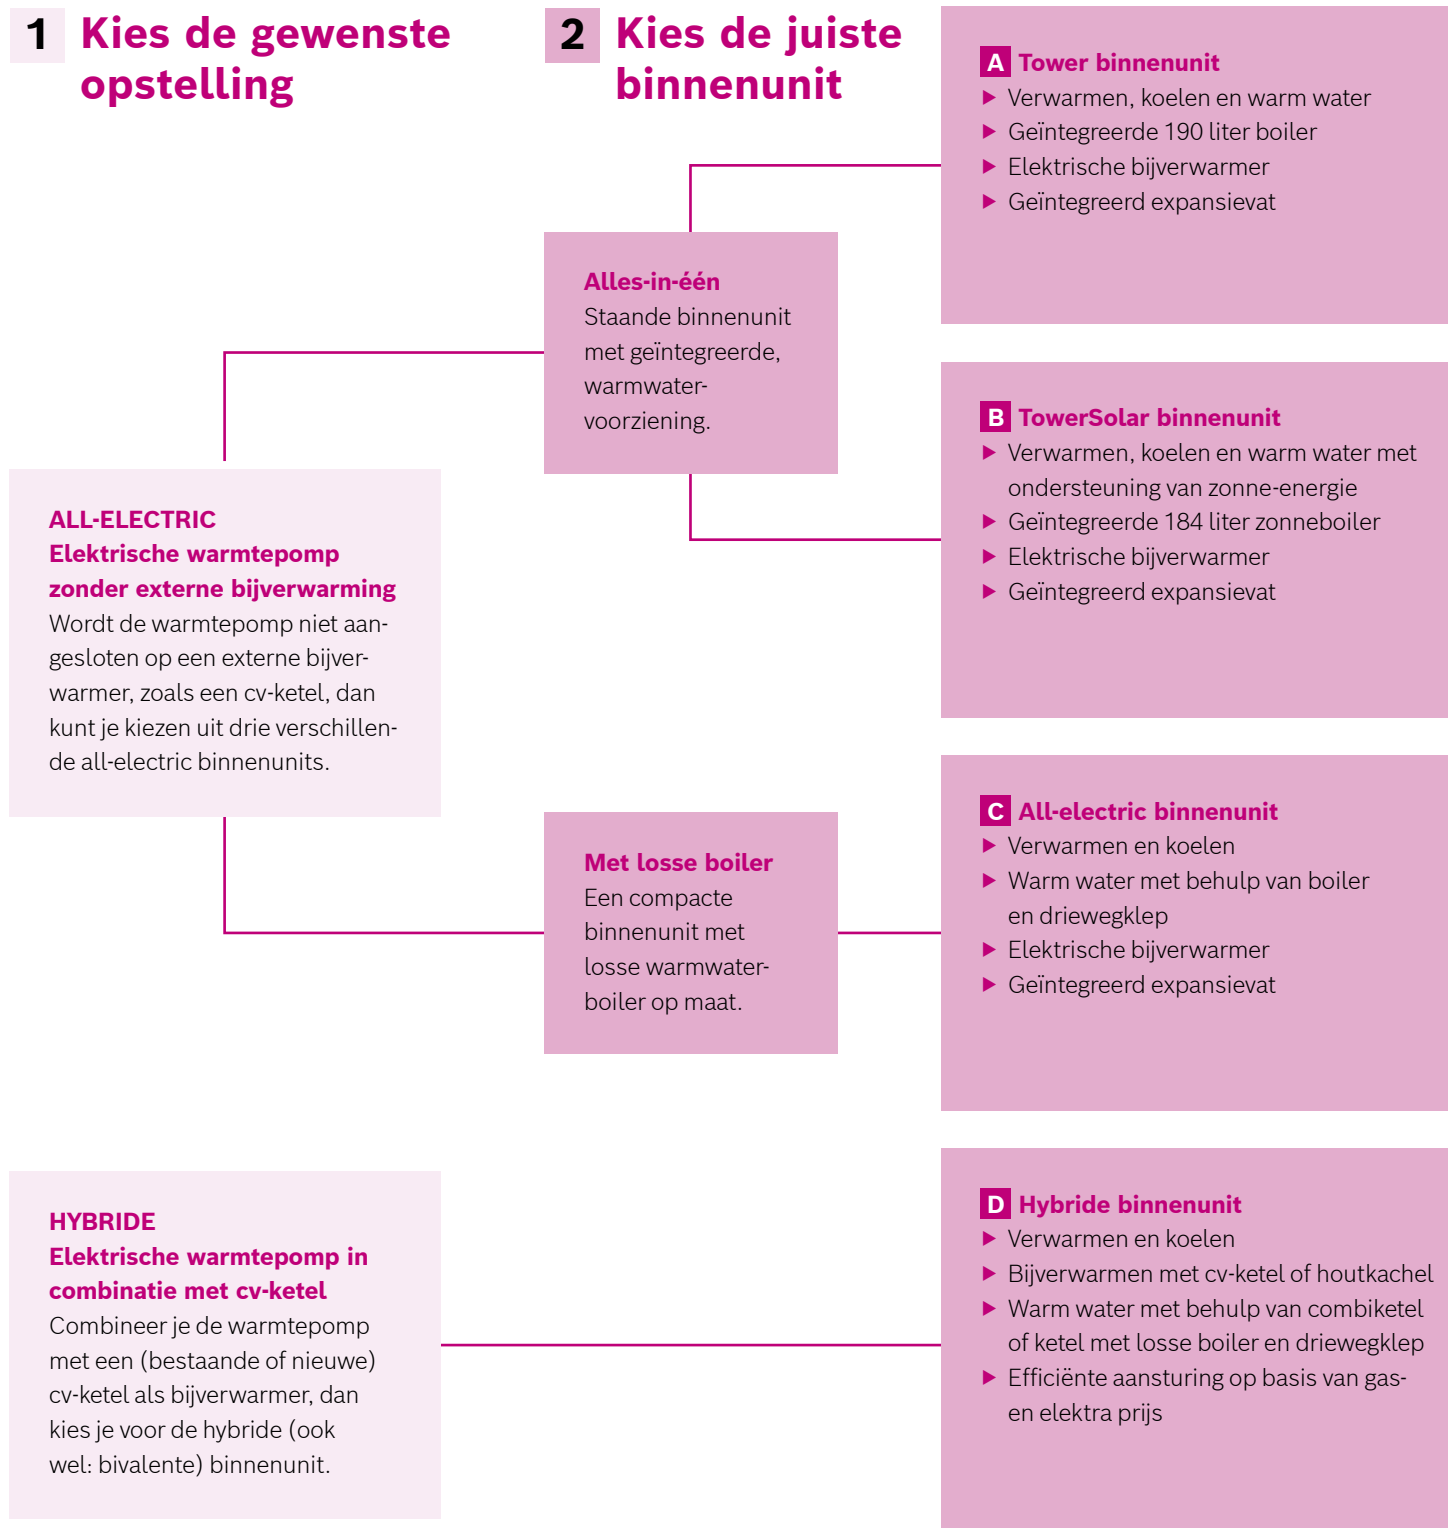 1 Kies de gewenste
opstelling
2 Kies de juiste
binnenunit
A Tower binnenunit
▶ Verwarmen, koelen en warm water
▶ Geïntegreerde 190 liter boiler
▶ Elektrische bijverwarmer
▶ Geïntegreerd expansievat
Alles-in-één
Staande binnenunit
met geïntegreerde,
warmwater-
voorziening.
B TowerSolar binnenunit
▶ Verwarmen, koelen en warm water met
ondersteuning van zonne-energie
▶ Geïntegreerde 184 liter zonneboiler
▶ Elektrische bijverwarmer
▶ Geïntegreerd expansievat
ALL-ELECTRIC
Elektrische warmtepomp
zonder externe bijverwarming
Wordt de warmtepomp niet aan-
gesloten op een externe bijver-
warmer, zoals een cv-ketel, dan
kunt je kiezen uit drie verschillen-
de all-electric binnenunits.
Met losse boiler
Een compacte
binnenunit met
losse warmwater-
boiler op maat.
C All-electric binnenunit
▶ Verwarmen en koelen
▶ Warm water met behulp van boiler
en driewegklep
▶ Elektrische bijverwarmer
▶ Geïntegreerd expansievat
HYBRIDE
Elektrische warmtepomp in
combinatie met cv-ketel
Combineer je de warmtepomp
met een (bestaande of nieuwe)
cv-ketel als bijverwarmer, dan
kies je voor de hybride (ook
wel: bivalente) binnenunit.
D Hybride binnenunit
▶ Verwarmen en koelen
▶ Bijverwarmen met cv-ketel of houtkachel
▶ Warm water met behulp van combiketel
of ketel met losse boiler en driewegklep
▶ Efficiënte aansturing op basis van gas-
en elektra prijs